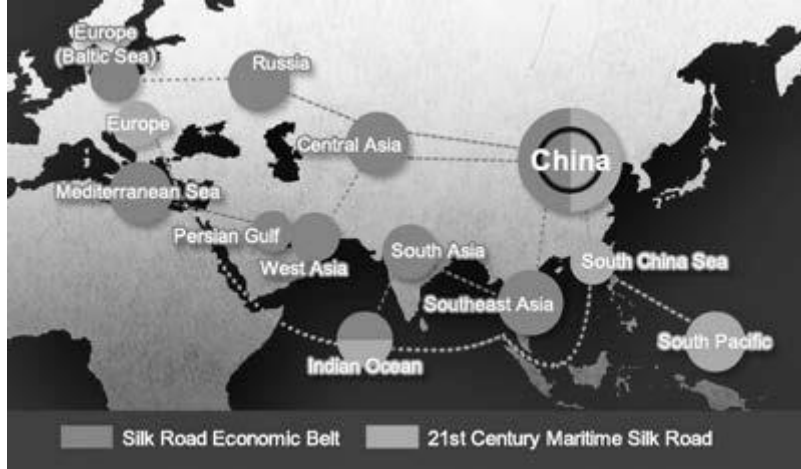 Europe
(Baltic Sea)
Russia
Europe
Central Asia
China
Mediterranean Sea
Persian Gulf
West Asia
South Asia
South China Sea
Southeast Asia
Indian Ocean
South Pacific
Silk Road Economic Belt
21st Century Maritime Silk Road